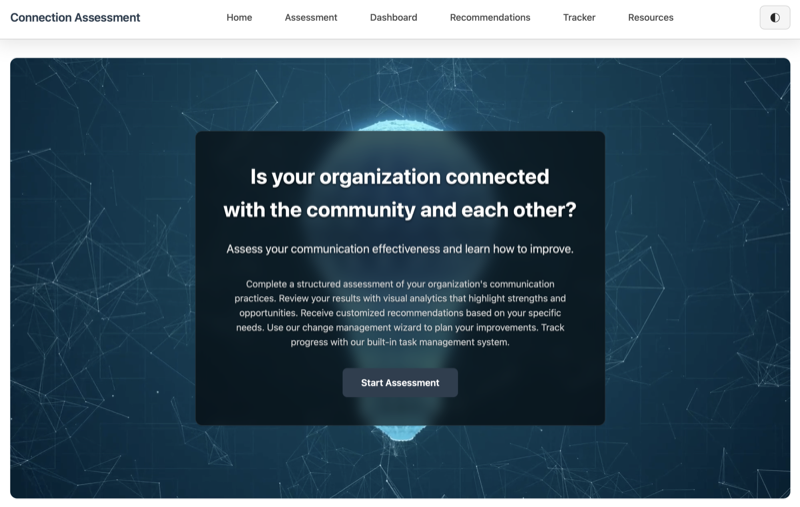 Connection Assessment
Home
Assessment
Dashboard
Recommendations
Tracker
Resources
Is your organization connected
with the community and each other?
Assess your communication effectiveness and learn how to improve.
Complete a structured assessment of your organization's communication
practices. Review your results with visual analytics that highlight strengths and
opportunities. Receive customized recommendations based on your specific
needs. Use our change management wizard to plan your improvements. Track
progress with our built-in task management system.
Start Assessment